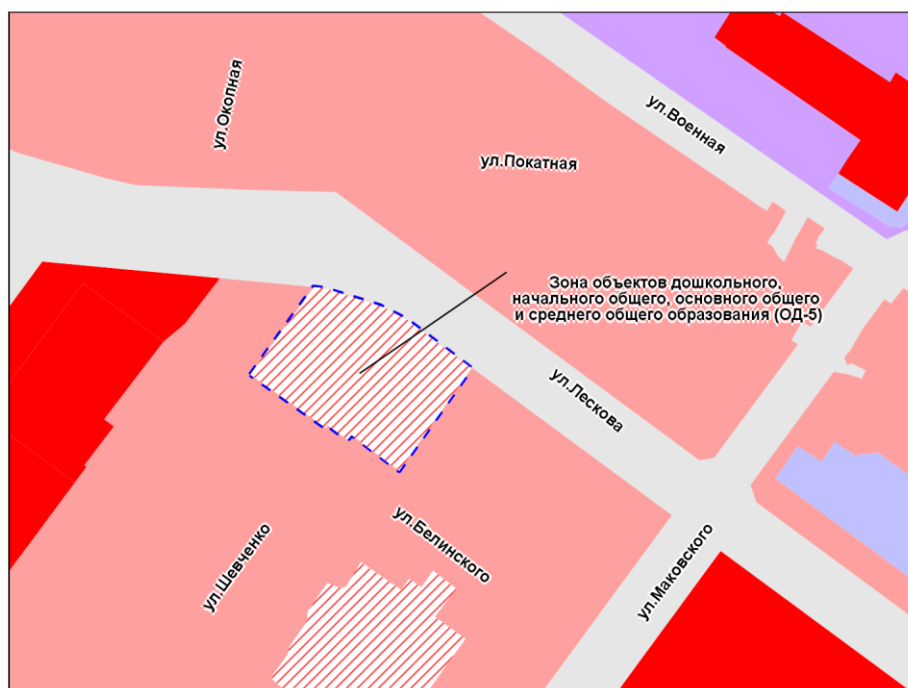 ул.Окопная
ул.Покатная
ул.Военная
Зона объектов дошкольного,
начального общего, основного общего
и среднего общего образования (ОД-5)
ул.Лескова
ул.Белинского
ул.Шевченко
ул.Маковского